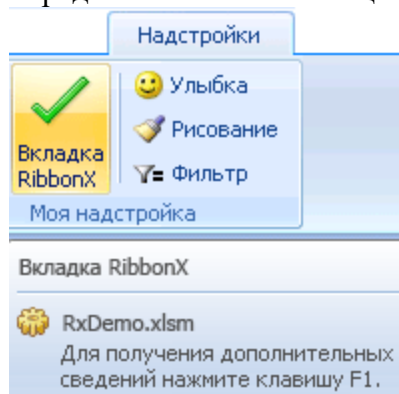 Надстройки
Вкладка
RibbonX
Улыбка
Рисование
Фильтр
Моя надстройка
Вкладка RibbonX
RxDemo.xlsm
Для получения дополнительных
сведений нажмите клавишу F1.